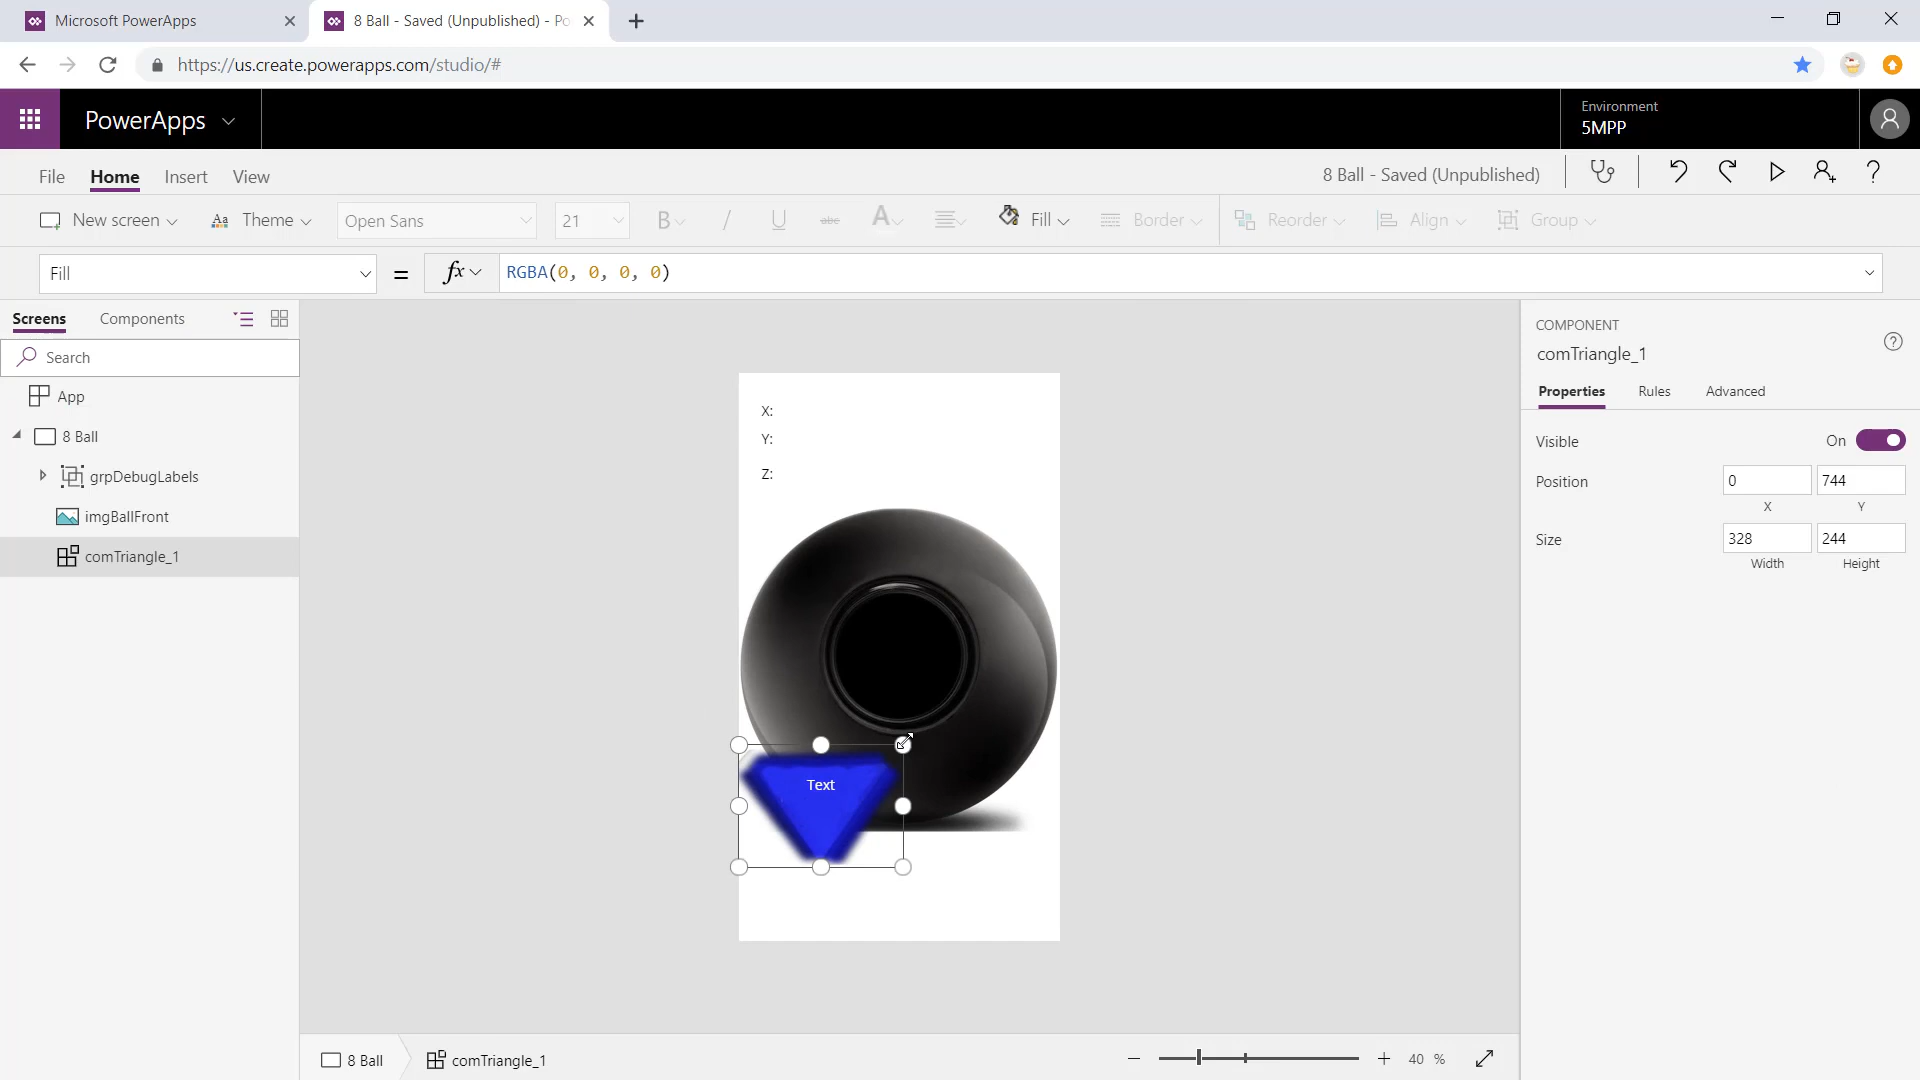 Microsoft PowerApps
8 Ball - Saved (Unpublished) - Po
https://us.create.powerapps.com/studio/#
PowerApps
Environment
5MPP
File
Home
Insert
View
8 Ball - Saved (Unpublished)
New screen
Theme
Open Sans
21
B
/
U
abc
A
Fill
Border
Reorder
Align
Group
Fill
=
fx
RGBA(0, 0, 0, 0)
Screens
Components
Search
App
8 Ball
grpDebugLabels
imgBallFront
comTriangle_1
X:
Y:
Z:
Text
COMPONENT
comTriangle_1
Properties
Rules
Advanced
Visible
On
Position
0
744
X
Y
Size
328
244
Width
Height
8 Ball
comTriangle_1
40 %